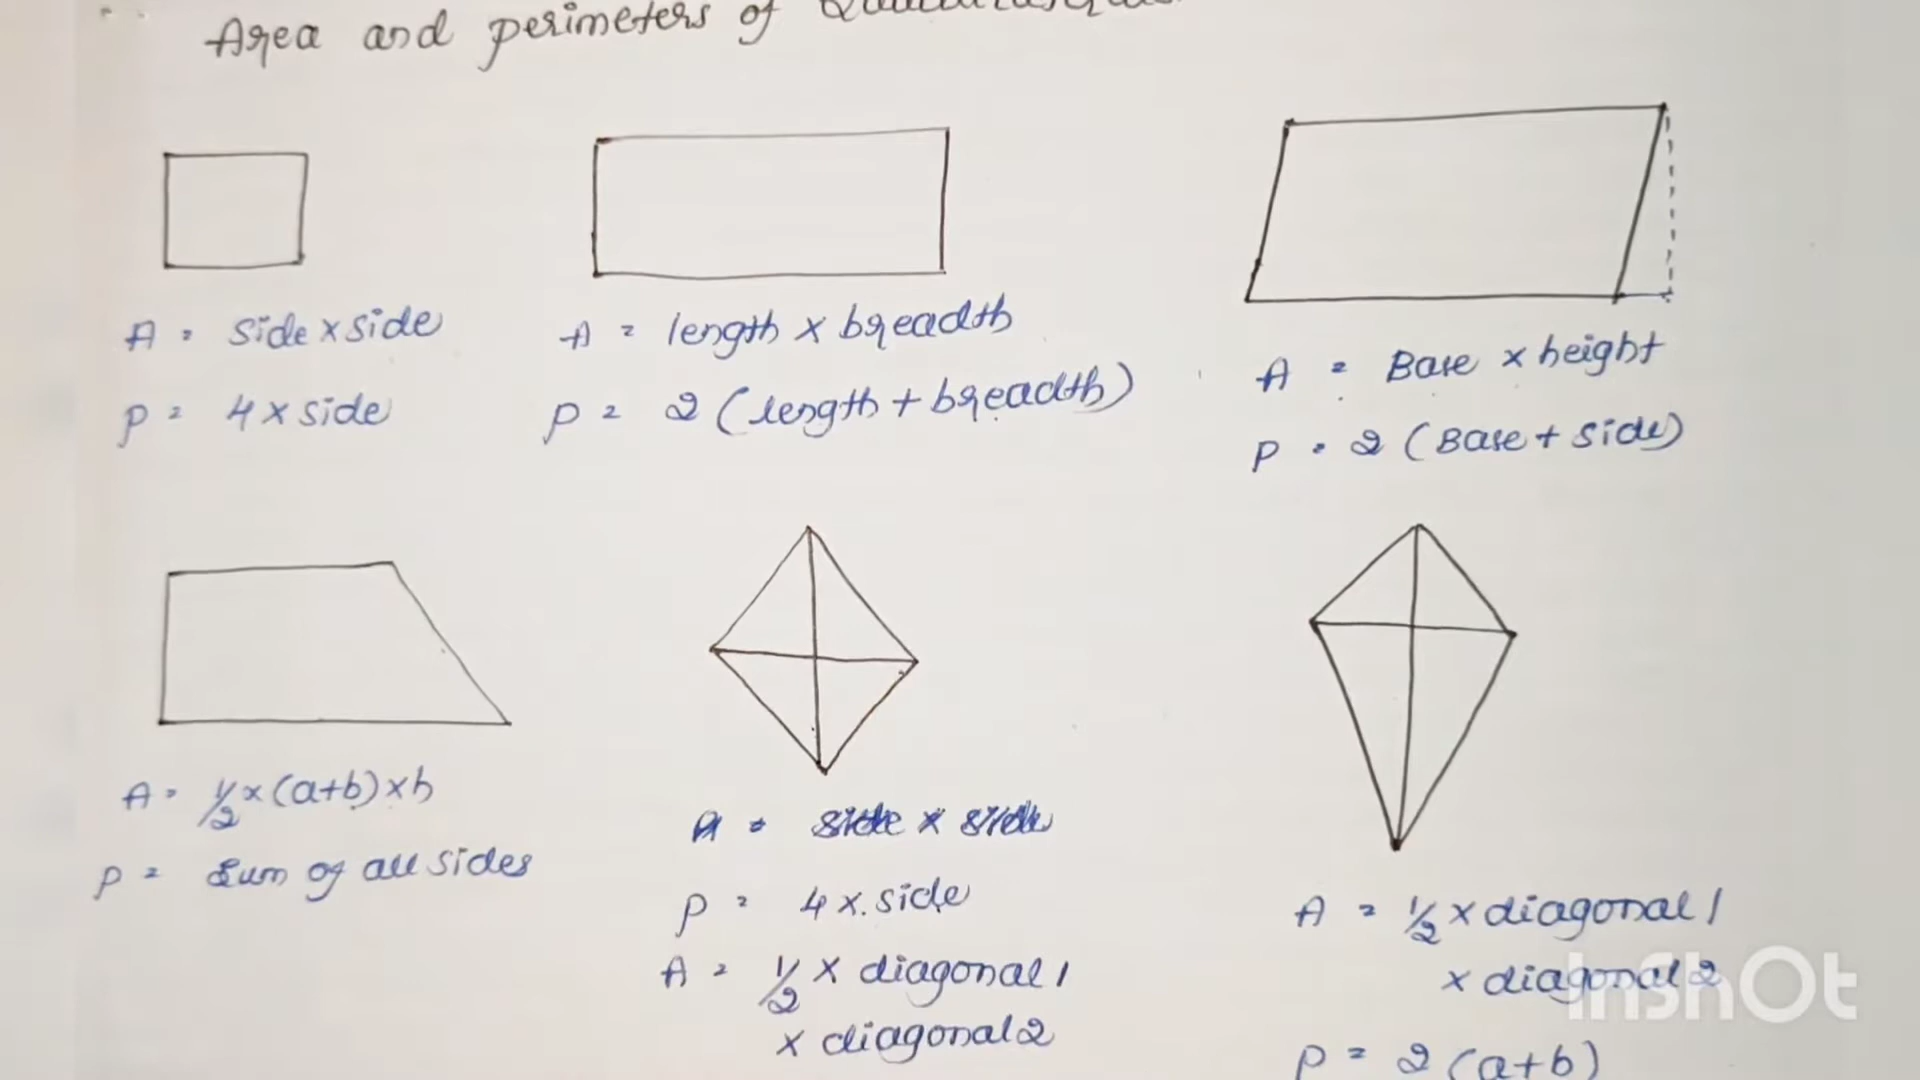 Area and perimeters of
A = side x side
P = 4 x side
A = length x breadth
P = 2 (length + breadth)
A = Base x height
P = 2 (Base + side)
A = 1/2 x (a+b) x h
P = Sum of all sides
A = side x side
P = 4 x side
A = 1/2 x diagonal 1
x diagonal 2
A = 1/2 x diagonal 1
x diagonal 2
P = 2 (a+b)
InShOt